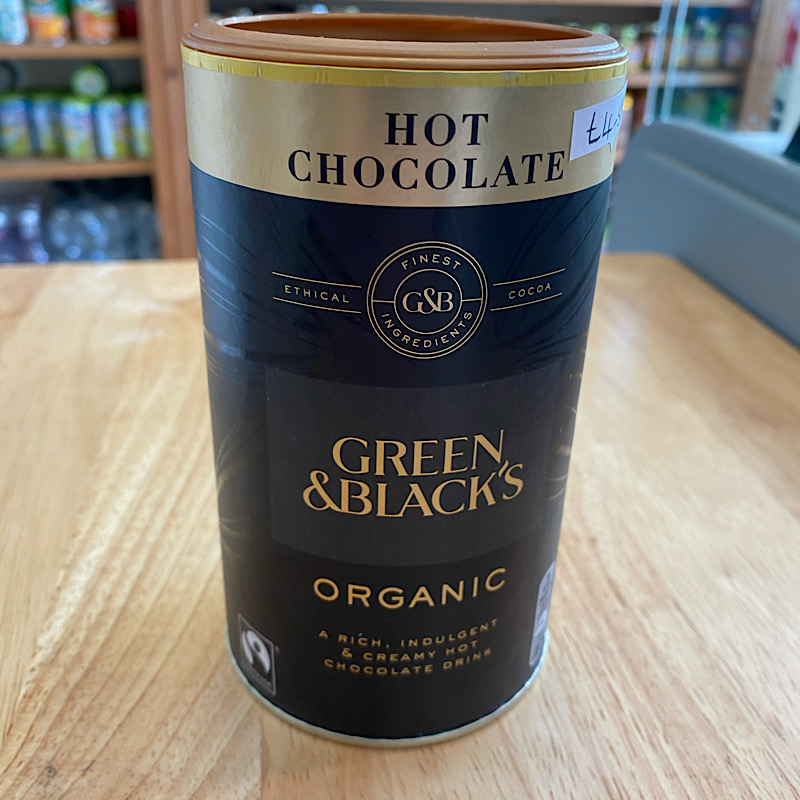 HOT
CHOCOLATE
FINEST
ETHICAL
G&B
COCOA
INGREDIENTS
GREEN
&BLACK'S
ORGANIC
A RICH, INDULGENT
& CREAMY HOT
CHOCOLATE DRINK